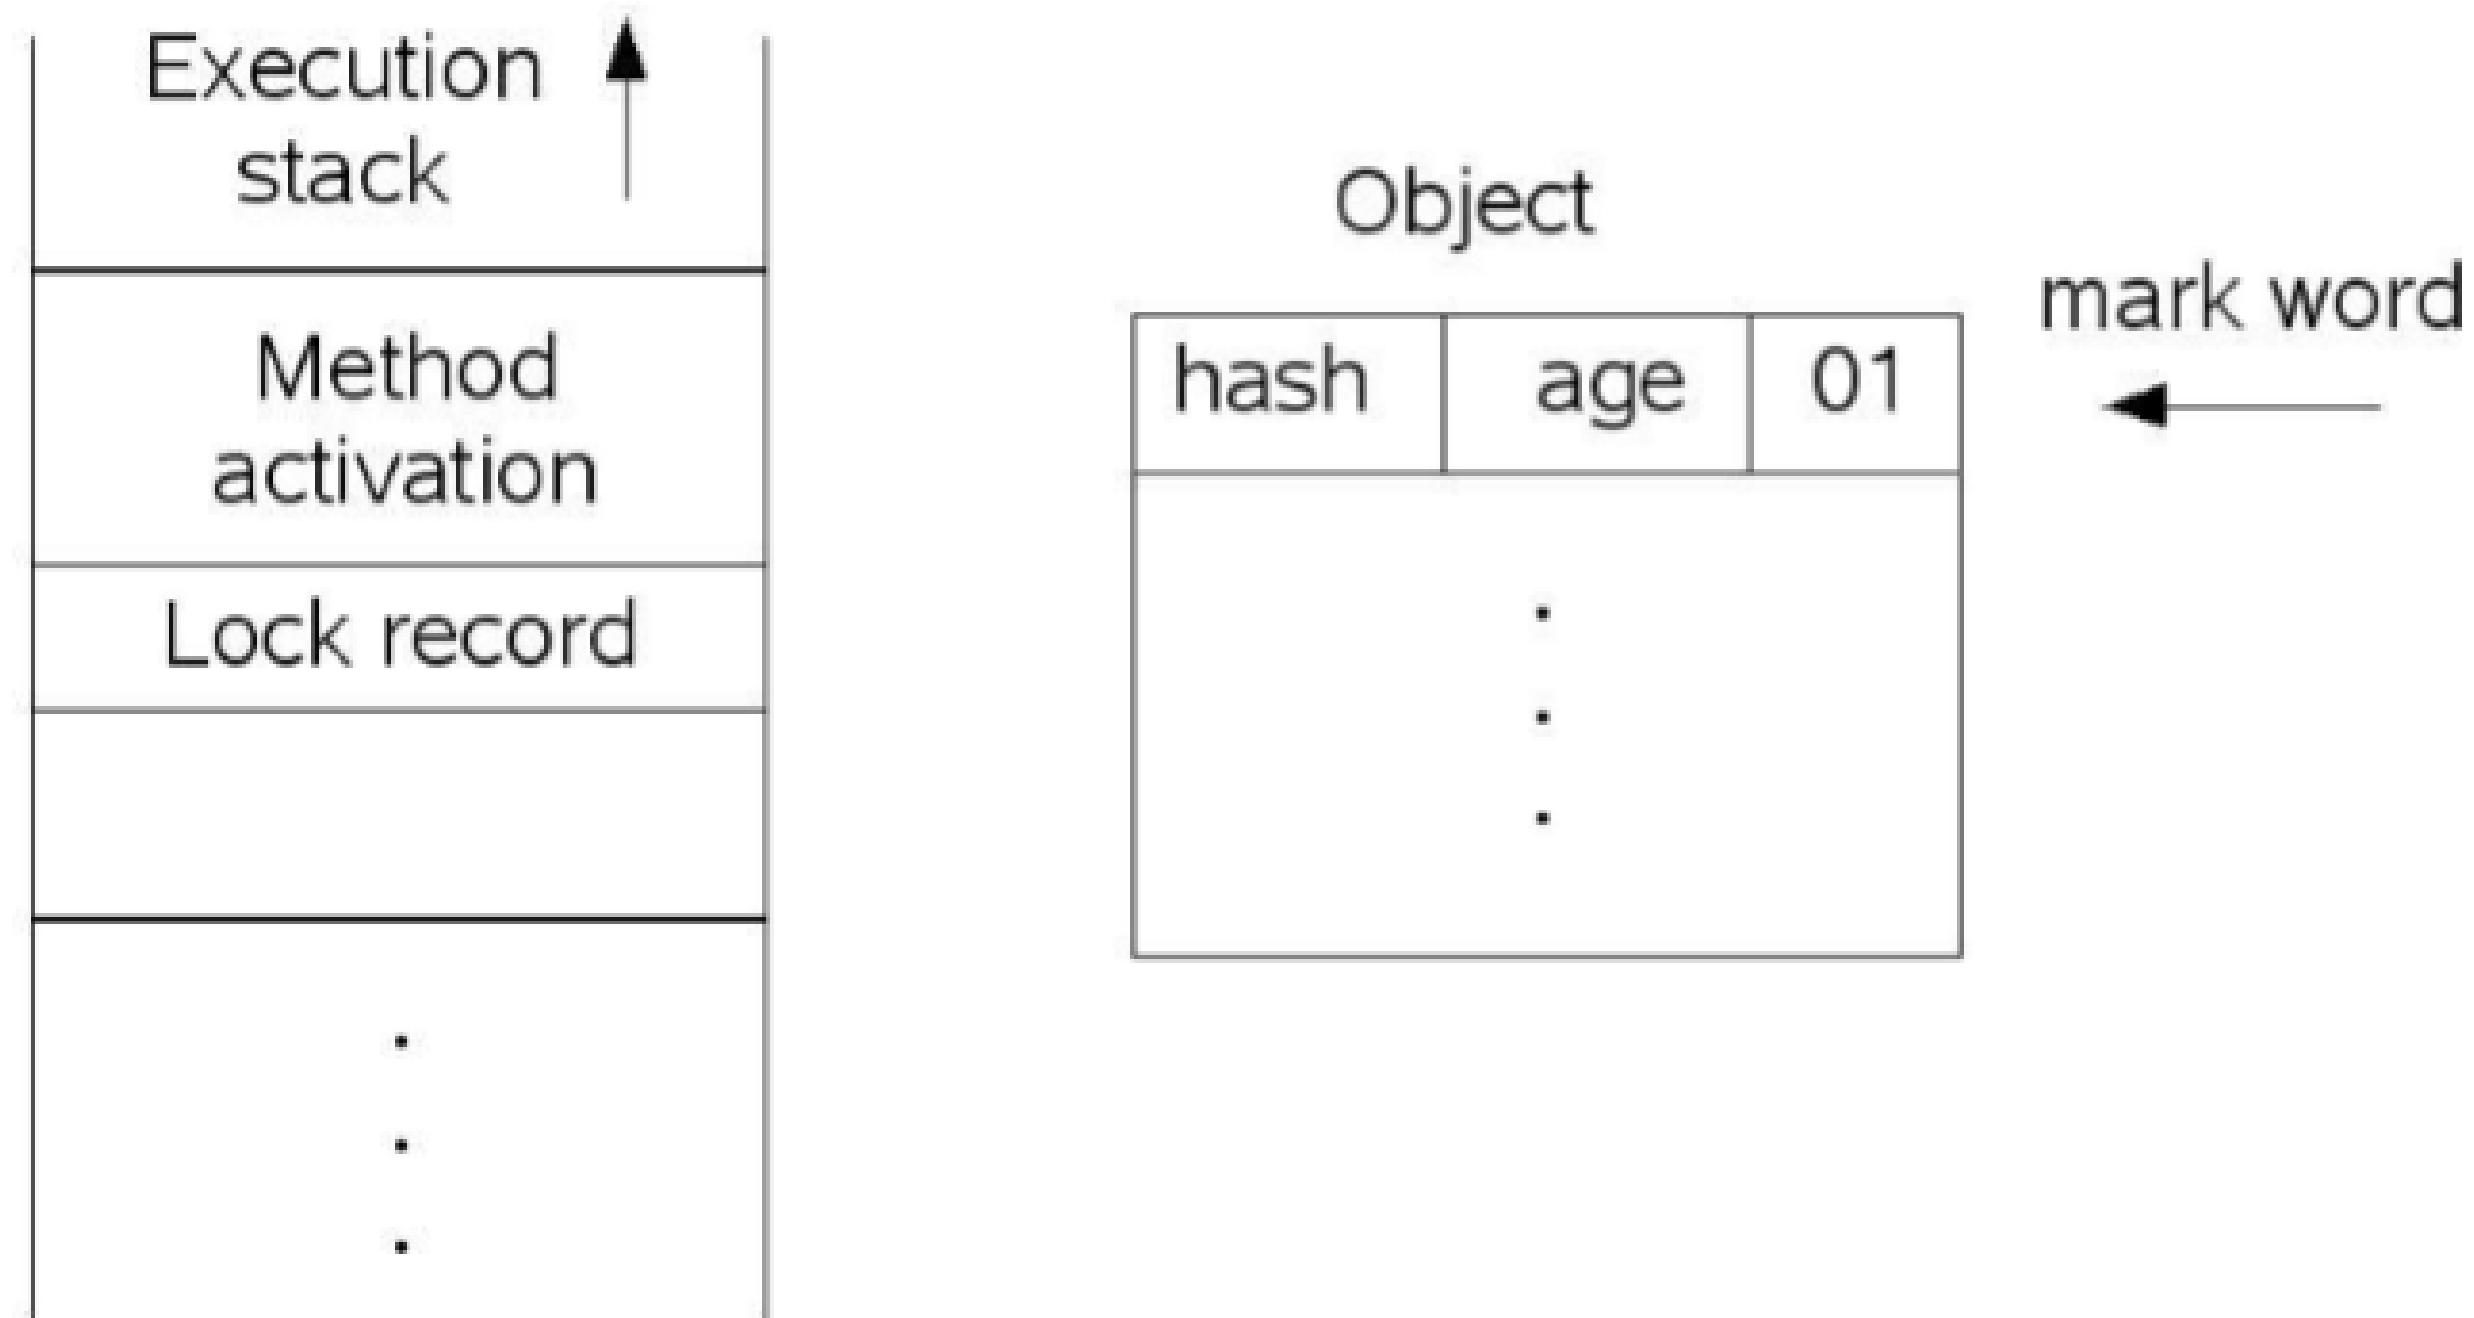 Execution
stack
Method
activation
Lock record
Object
mark word
hash age 01